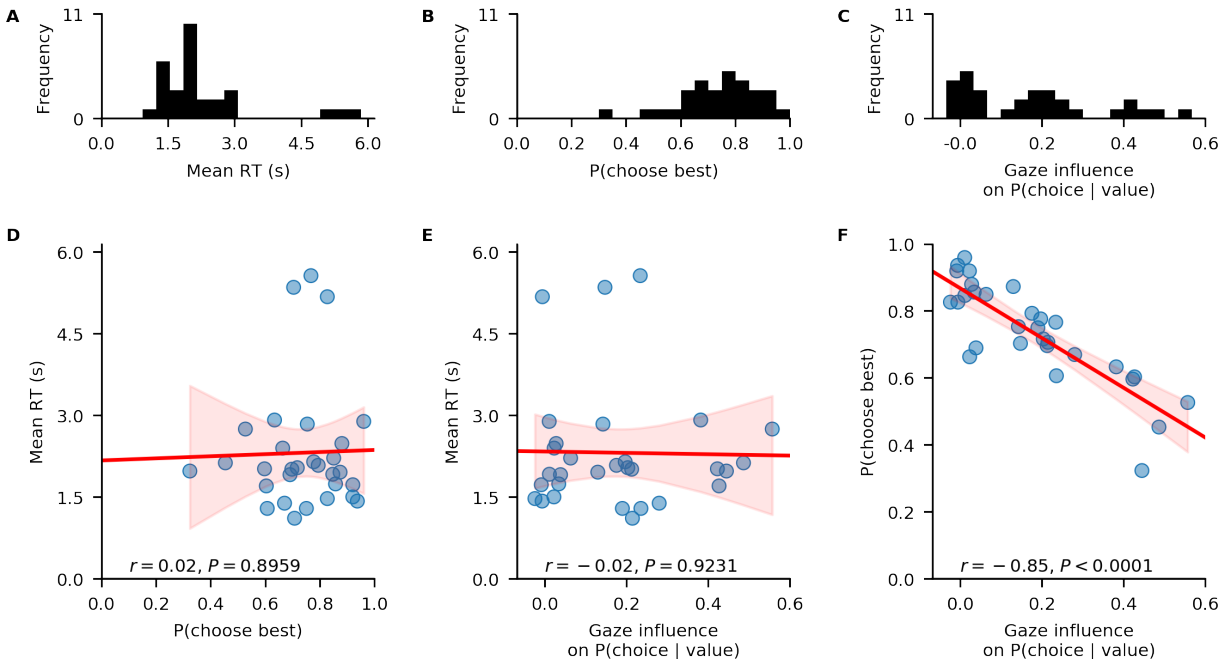 A
11
Frequency
0
0.0 1.5 3.0 4.5 6.0
Mean RT (s)
B
11
Frequency
0
0.0 0.2 0.4 0.6 0.8 1.0
P(choose best)
C
11
Frequency
0
-0.0 0.2 0.4 0.6
Gaze influence
on P(choice | value)
D
6.0
4.5
3.0
1.5
0.0
Mean RT (s)
r = 0.02, P = 0.8959
0.0 0.2 0.4 0.6 0.8 1.0
P(choose best)
E
6.0
4.5
3.0
1.5
0.0
Mean RT (s)
r = −0.02, P = 0.9231
0.0 0.2 0.4 0.6
Gaze influence
on P(choice | value)
F
1.0
0.8
0.6
0.4
0.2
0.0
P(choose best)
r = −0.85, P < 0.0001
0.0 0.2 0.4 0.6
Gaze influence
on P(choice | value)